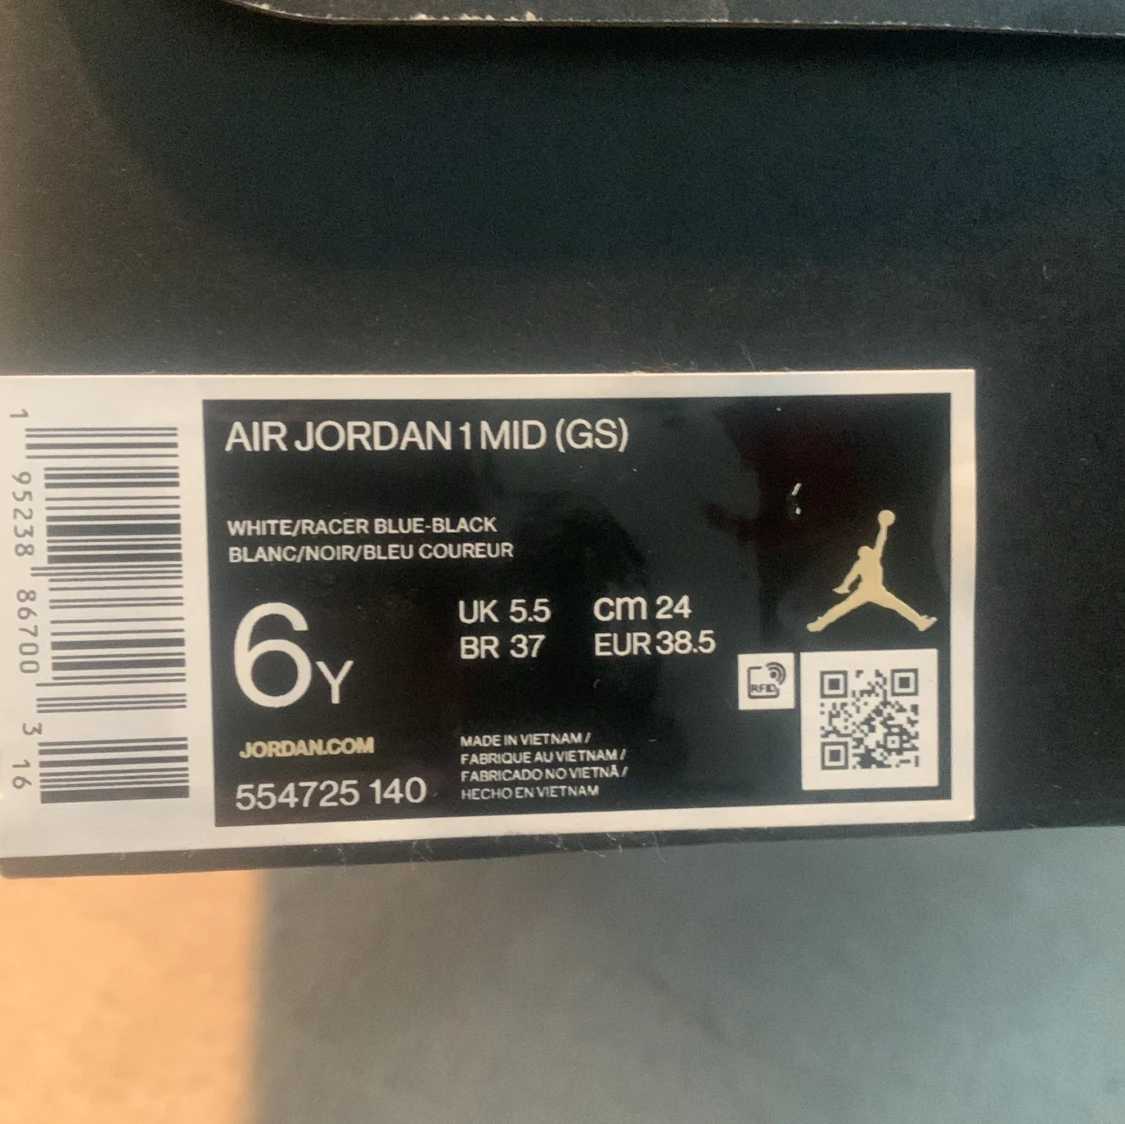 AIR JORDAN 1 MID (GS)
WHITE/RACER BLUE-BLACK
BLANC/NOIR/BLEU COUREUR
6Y
UK 5.5 cm 24
BR 37 EUR 38.5
RFID
JORDAN.COM
554725 140
MADE IN VIETNAM /
FABRIQUE AU VIETNAM /
FABRICADO NO VIETNÃ /
HECHO EN VIETNAM
1 95238 86700 3 16